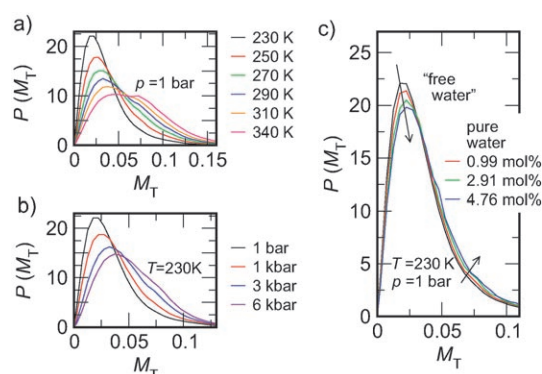 a)
P (M_T)
20
10
0
0
0.05
0.10
0.15
M_T
p =1 bar
230 K
250 K
270 K
290 K
310 K
340 K
b)
P (M_T)
20
10
0
0
0.05
0.10
M_T
T=230K
1 bar
1 kbar
3 kbar
6 kbar
c)
P (M_T)
25
20
15
10
5
0
0
0.05
0.1
M_T
“free
water”
pure
water
0.99 mol%
2.91 mol%
4.76 mol%
T =230 K
p =1 bar